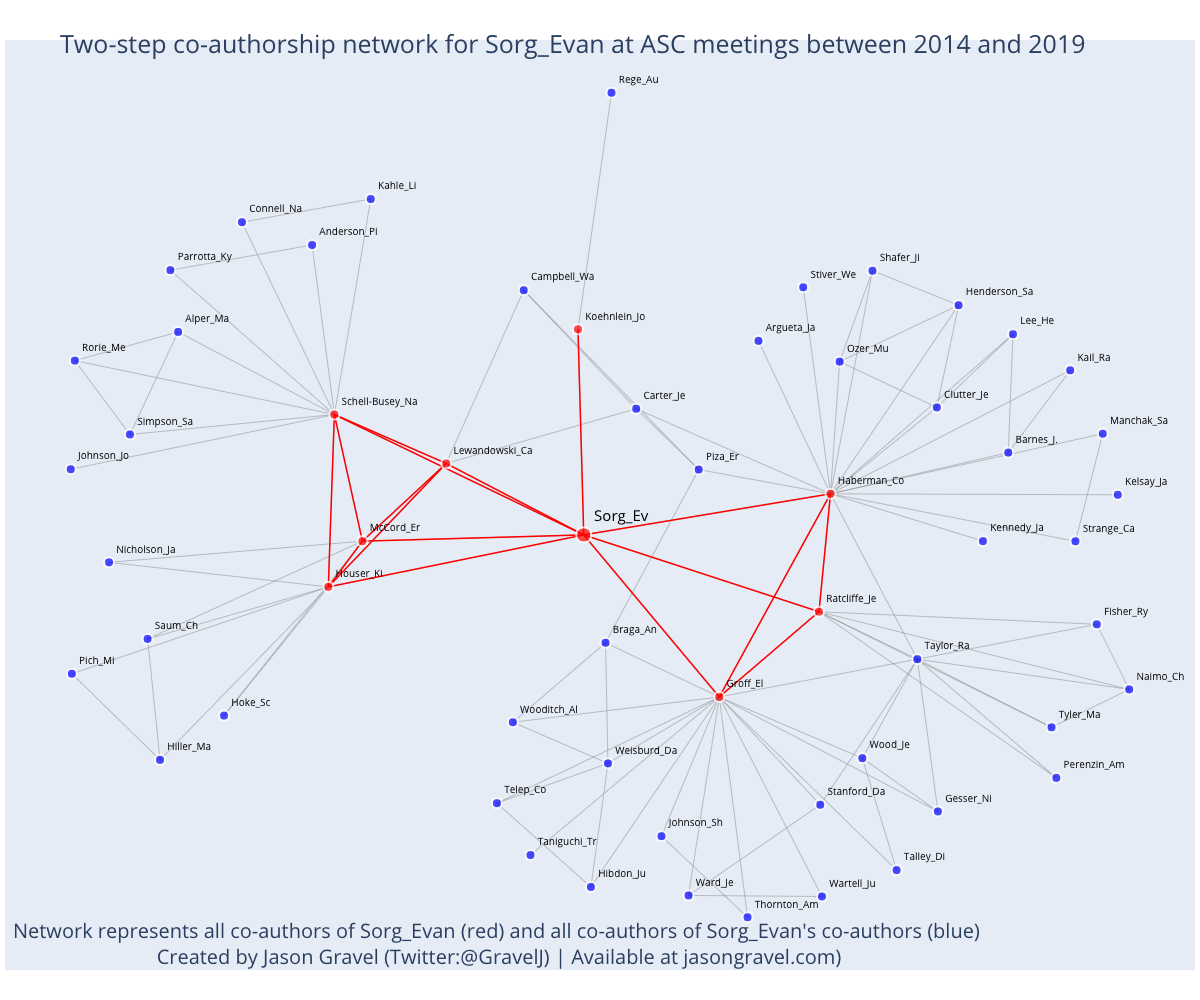 Two-step co-authorship network for Sorg_Evan at ASC meetings between 2014 and 2019
Rege_Au
Kahle_Li
Connell_Na
Anderson_Pi
Parrotta_Ky
Shafer_Ji
Stiver_We
Campbell_Wa
Henderson_Sa
Koehnlein_Jo
Alper_Ma
Lee_He
Argueta_Ja
Rorie_Me
Ozer_Mu
Kail_Ra
Carter_Je
Clutter_Je
Schell-Busey_Na
Simpson_Sa
Manchak_Sa
Barnes_J.
Lewandowski_Ca
Johnson_Jo
Piza_Er
Haberman_Co
Kelsay_Ja
Sorg_Ev
McCord_Er
Kennedy_Ja
Strange_Ca
Nicholson_Ja
Houser_Ki
Ratcliffe_Je
Fisher_Ry
Saum_Ch
Braga_An
Taylor_Ra
Pich_Mi
Naimo_Ch
Groff_El
Hoke_Sc
Wooditch_Al
Tyler_Ma
Hiller_Ma
Weisburd_Da
Wood_Je
Perenzin_Am
Telep_Co
Stanford_Da
Gesser_Ni
Johnson_Sh
Taniguchi_Tr
Talley_Di
Hibdon_Ju
Ward_Je
Wartell_Ju
Thornton_Am
Network represents all co-authors of Sorg_Evan (red) and all co-authors of Sorg_Evan's co-authors (blue)
Created by Jason Gravel (Twitter:@GravelJ) | Available at jasongravel.com)